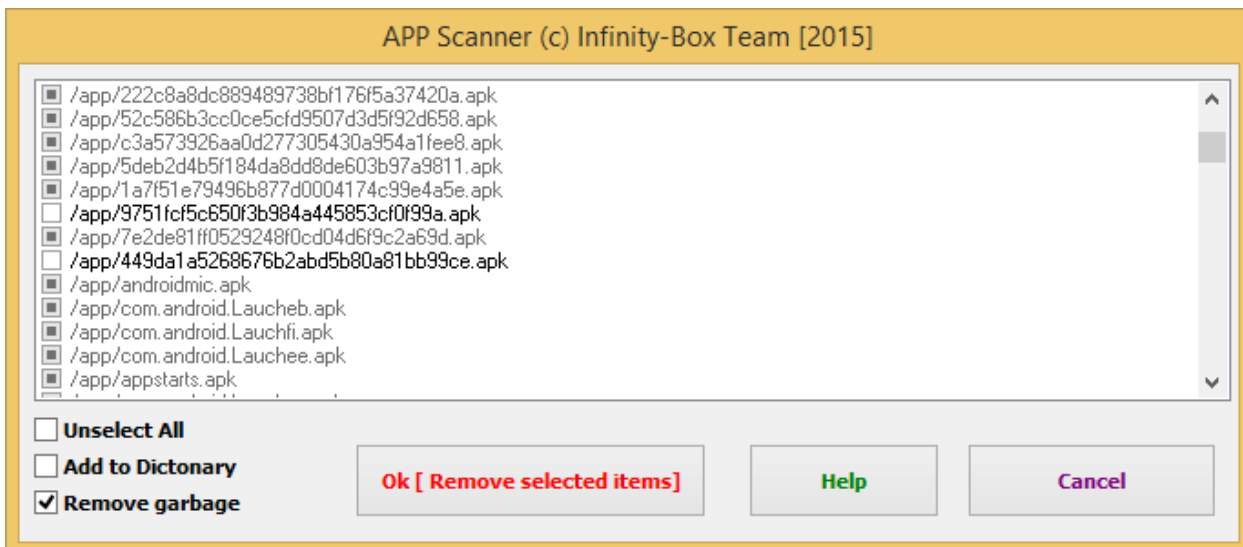 APP Scanner (c) Infinity-Box Team [2015]
/app/222c8a8dc889489738bf176f5a37420a.apk
/app/52c586b3cc0ce5cfd9507d3d5f92d658.apk
/app/c3a573926aa0d277305430a954a1fee8.apk
/app/5deb2d4b5f184da8dd8de603b97a9811.apk
/app/1a7f51e79496b877d0004174c99e4a5e.apk
/app/9751fcf5c650f3b984a445853cf0f99a.apk
/app/7e2de81ff0529248f0cd04d6f9c2a69d.apk
/app/449da1a5268676b2abd5b80a81bb99ce.apk
/app/androidmic.apk
/app/com.android.Laucheb.apk
/app/com.android.Lauchfi.apk
/app/com.android.Lauchee.apk
/app/appstarts.apk
Unselect All
Add to Dictonary
Remove garbage
Ok [ Remove selected items]
Help
Cancel